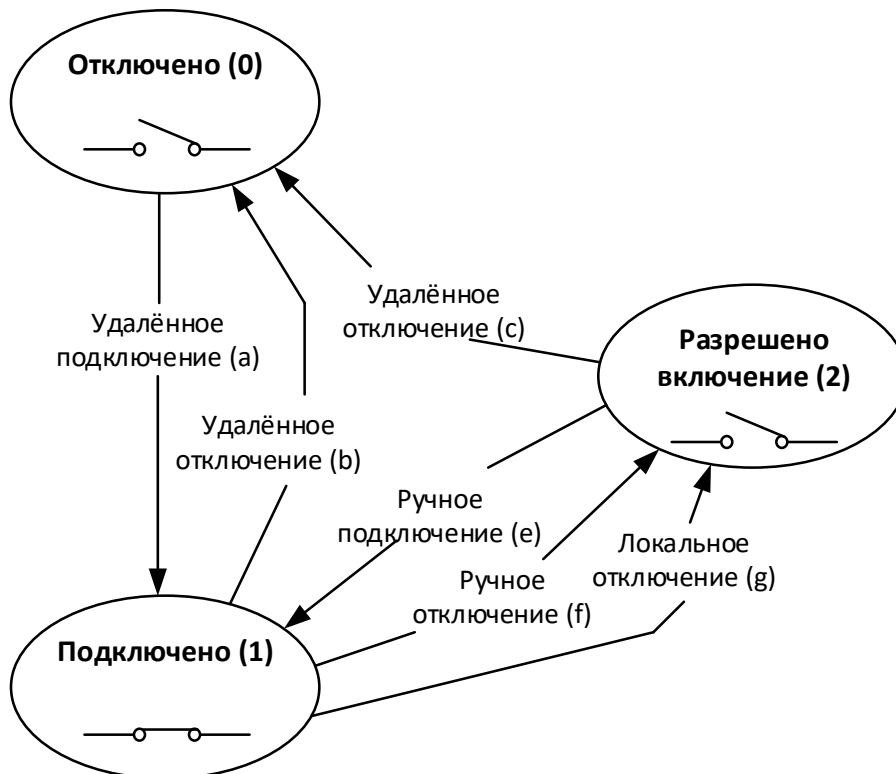 Отключено (0)
Удалённое
подключение (a)
Удалённое
отключение (b)
Удалённое
отключение (c)
Разрешено
включение (2)
Ручное
подключение (e)
Ручное
отключение (f)
Локальное
отключение (g)
Подключено (1)